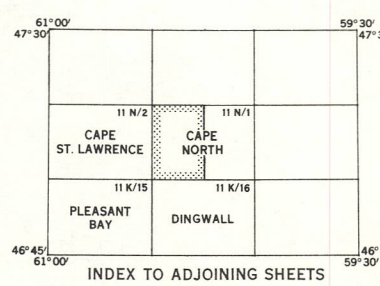 61°00′ 59°30′
47°30′ 47°3
11 N/2 11 N/1
CAPE
ST. LAWRENCE
CAPE
NORTH
11 K/15 11 K/16
PLEASANT
BAY
DINGWALL
46°45′ 46°
61°00′ 59°30′
INDEX TO ADJOINING SHEETS